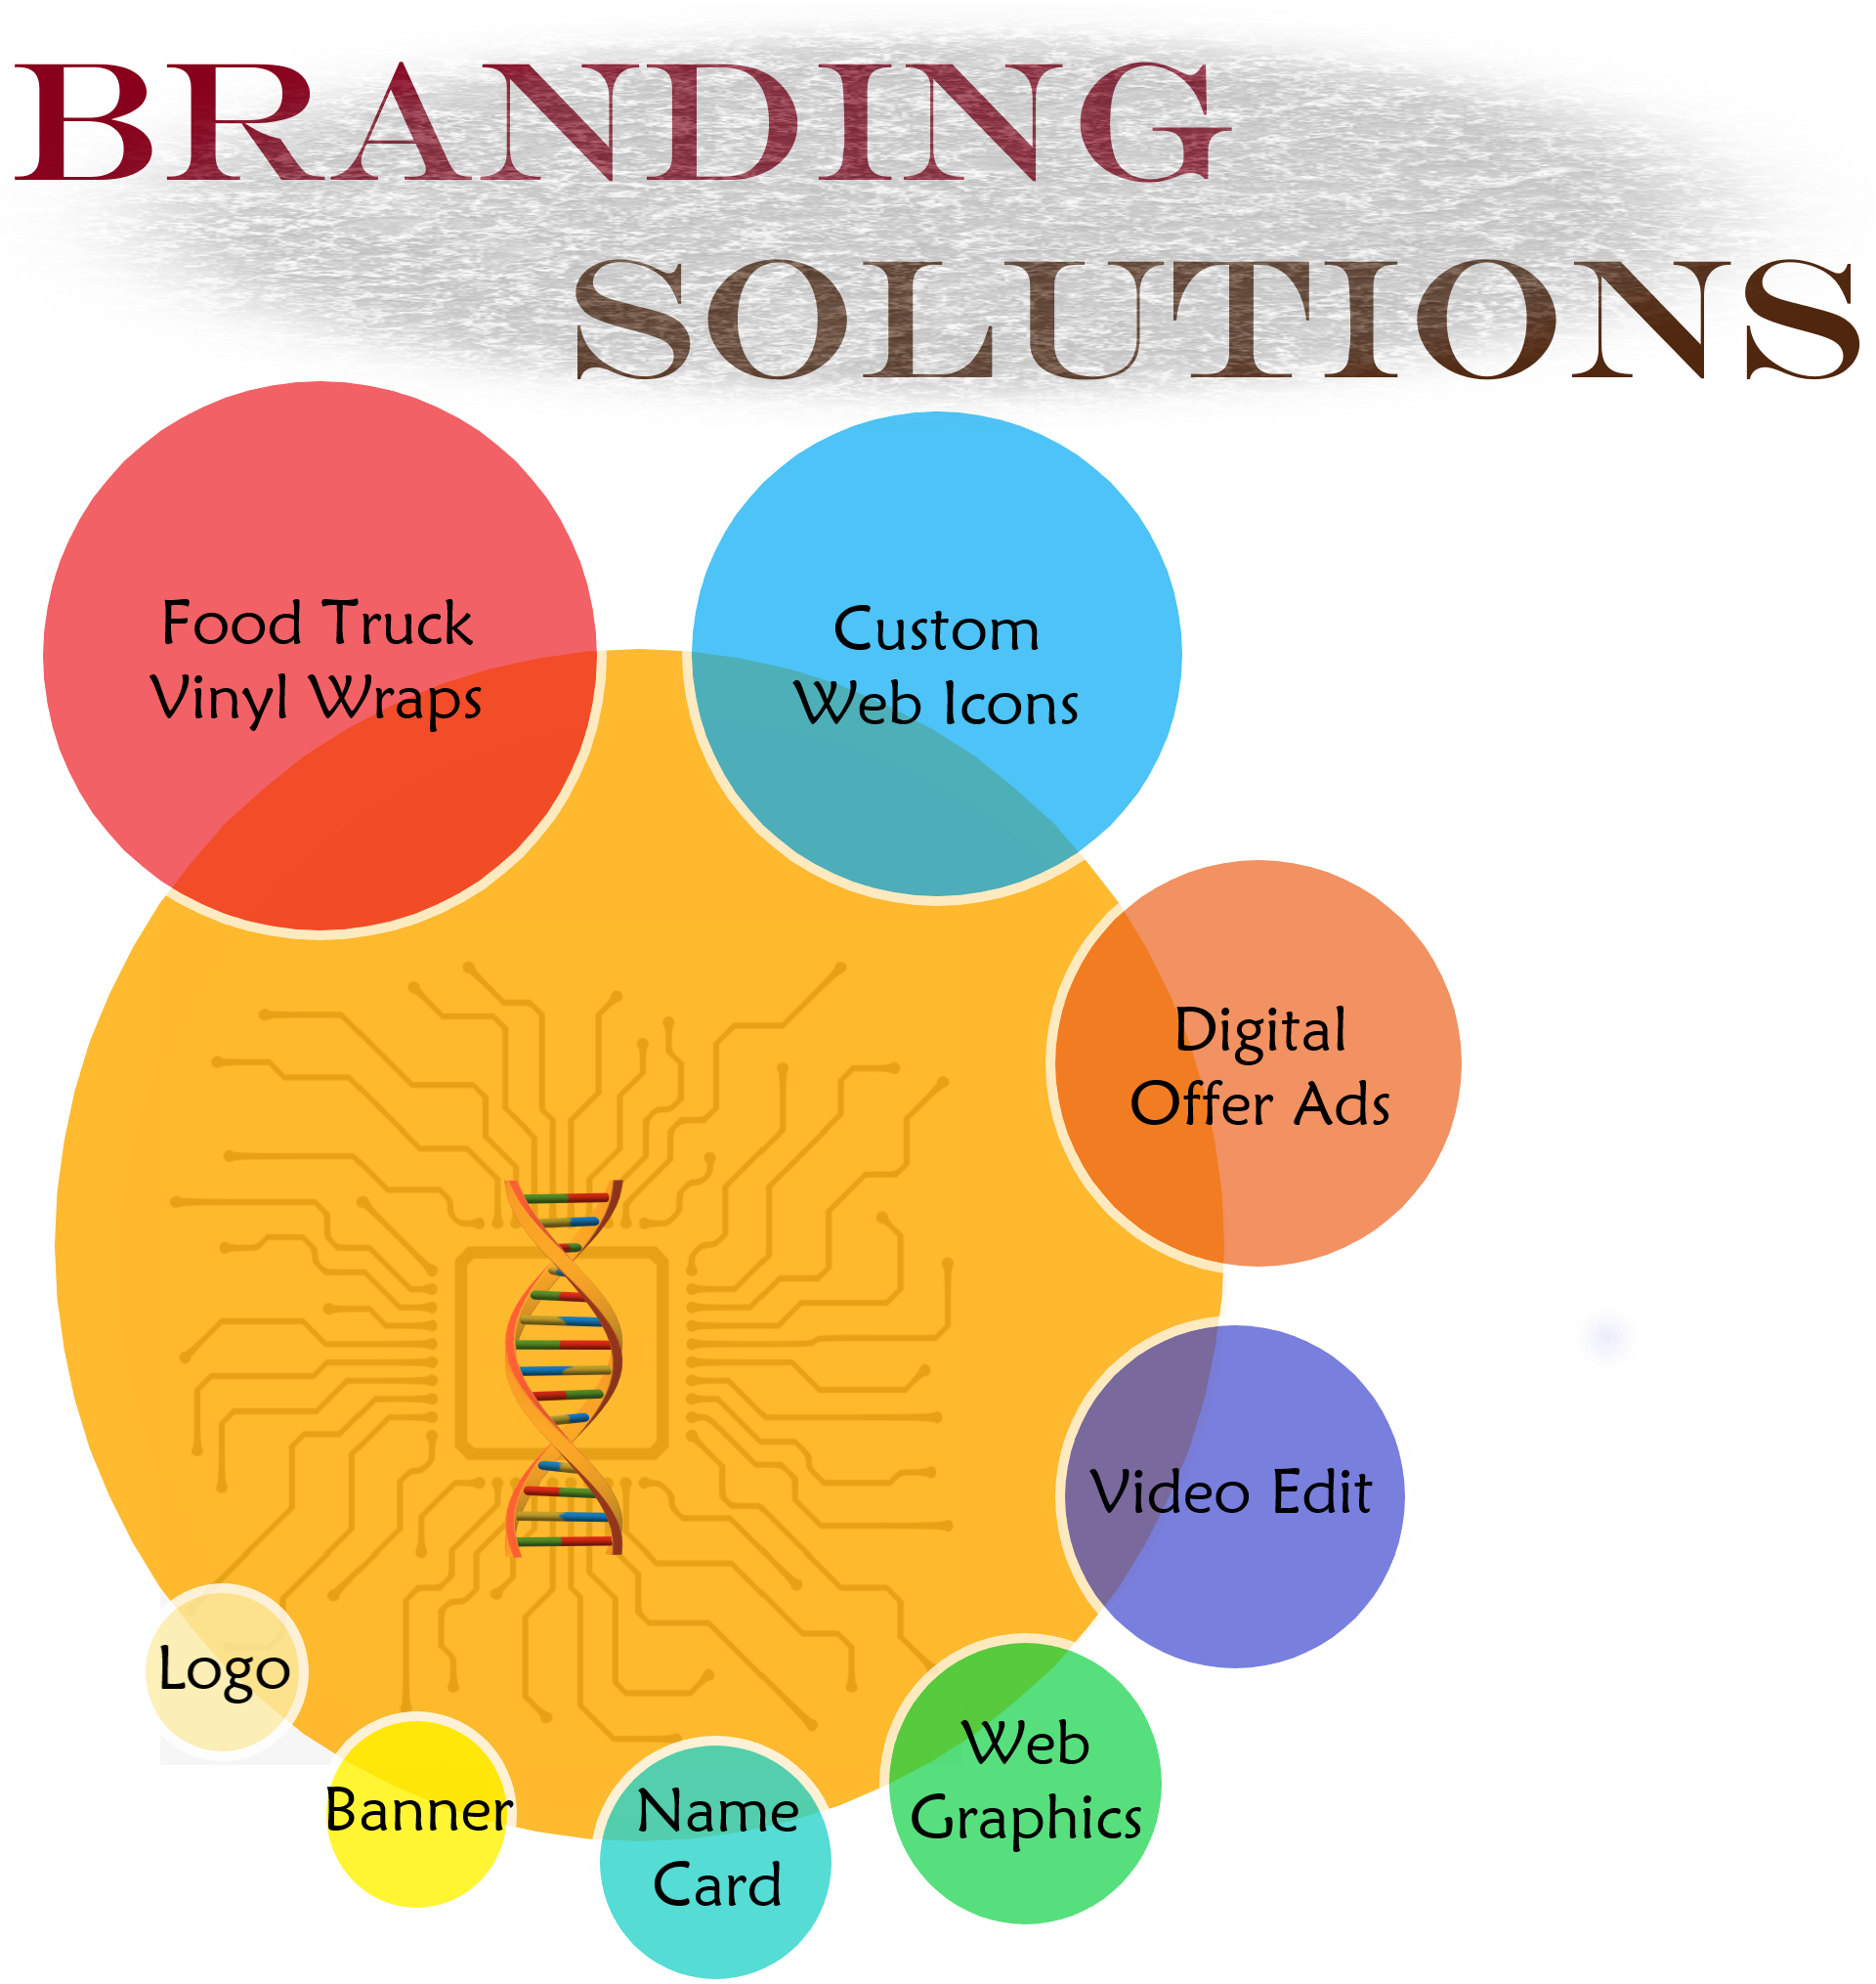 BRANDING
SOLUTIONS
Food Truck
Vinyl Wraps
Custom
Web Icons
Digital
Offer Ads
Video Edit
Web
Graphics
Name
Card
Banner
Logo